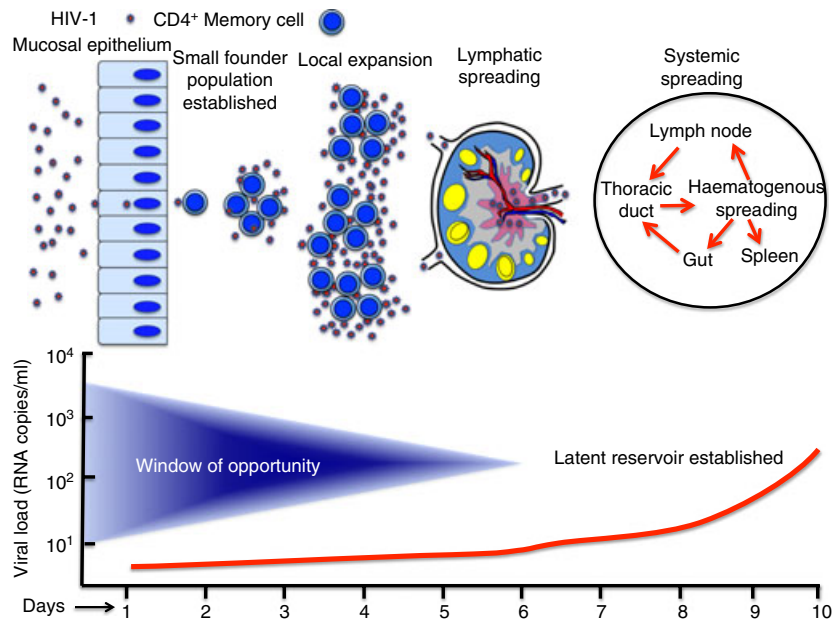 HIV-1
CD4⁺ Memory cell
Mucosal epithelium
Small founder
population
established
Local expansion
Lymphatic
spreading
Systemic
spreading
Lymph node
Thoracic
duct
Haematogenous
spreading
Gut
Spleen
Viral load (RNA copies/ml)
10⁴
10³
10²
10¹
Window of opportunity
Latent reservoir established
Days
1
2
3
4
5
6
7
8
9
10